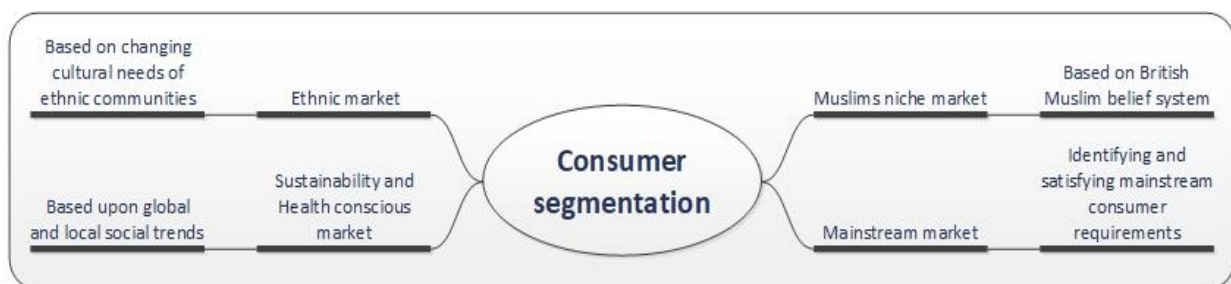 Based on changing
cultural needs of
ethnic communities
Ethnic market
Based upon global
and local social trends
Sustainability and
Health conscious
market
Consumer
segmentation
Muslims niche market
Based on British
Muslim belief system
Mainstream market
Identifying and
satisfying mainstream
consumer
requirements